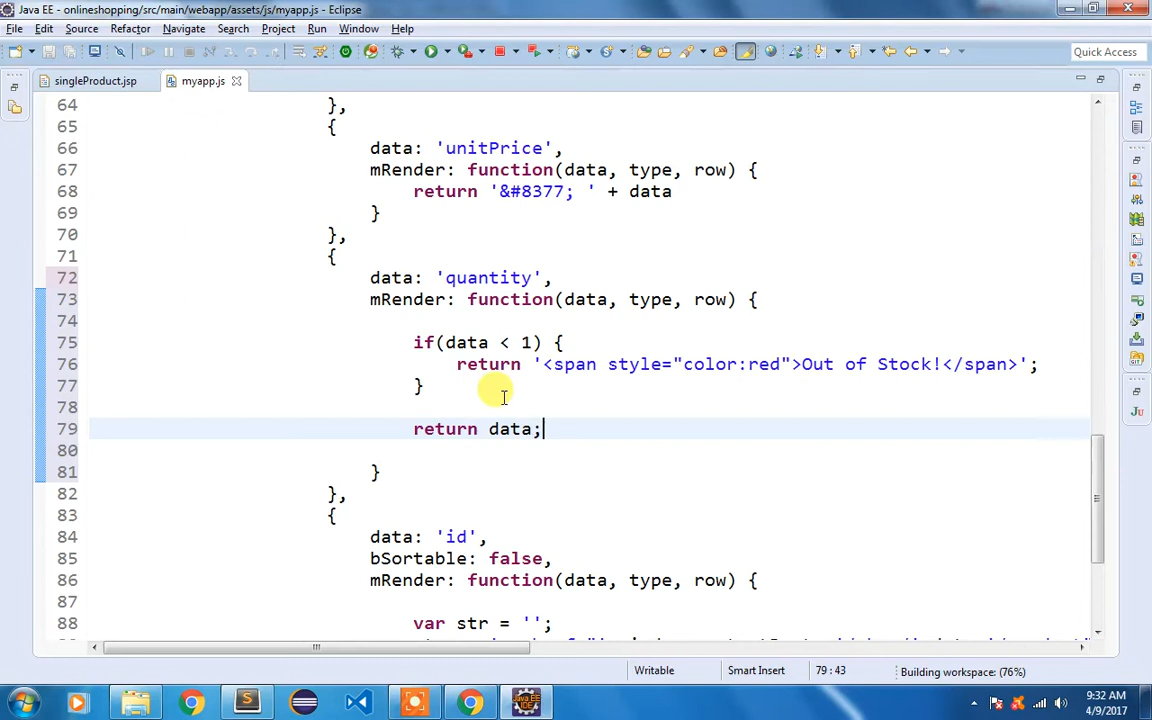 Java EE - onlineshopping/src/main/webapp/assets/js/myapp.js - Eclipse
File Edit Source Refactor Navigate Search Project Run Window Help
Quick Access
singleProduct.jsp myapp.js
64 },
65 {
66 data: 'unitPrice',
67 mRender: function(data, type, row) {
68 return '&#8377; ' + data
69 }
70 },
71 {
72 data: 'quantity',
73 mRender: function(data, type, row) {
74
75 if(data < 1) {
76 return '<span style="color:red">Out of Stock!</span>';
77 }
78
79 return data;
80
81 }
82 },
83 {
84 data: 'id',
85 bSortable: false,
86 mRender: function(data, type, row) {
87
88 var str = '';
Writable Smart Insert 79 : 43 Building workspace: (76%)
9:32 AM
4/9/2017